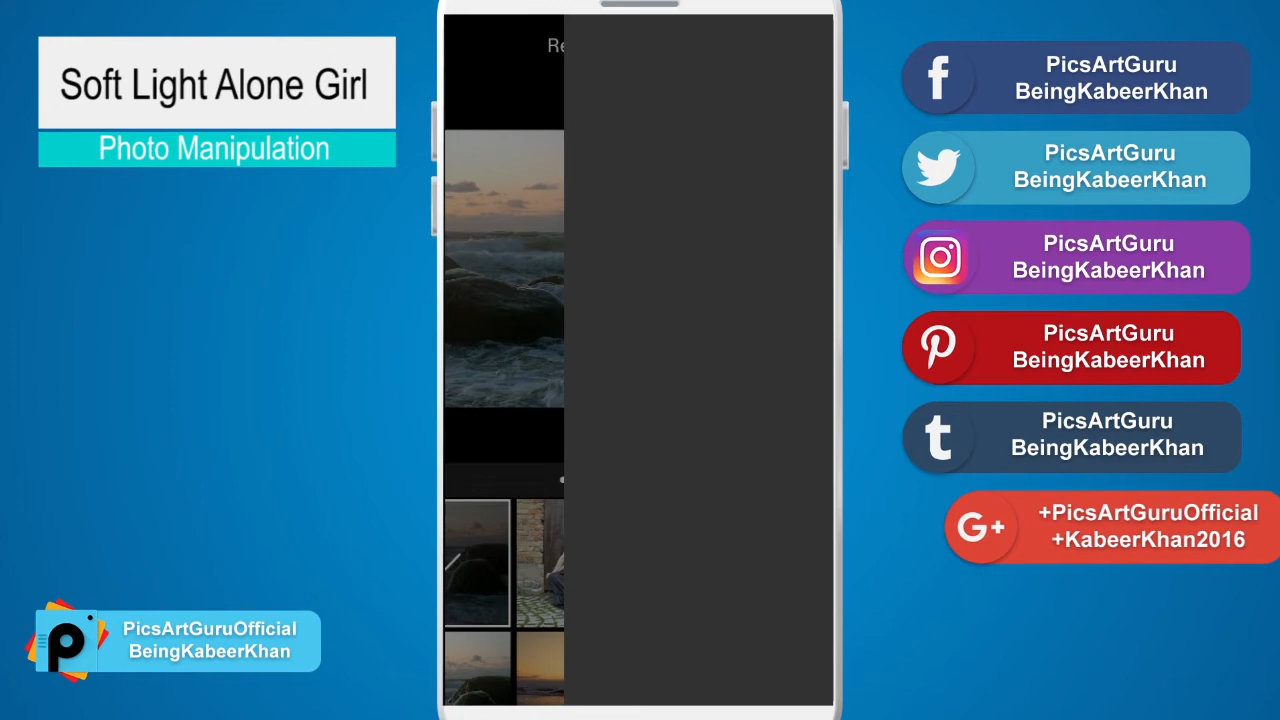 Soft Light Alone Girl
Photo Manipulation
PicsArtGuru
BeingKabeerKhan
PicsArtGuru
BeingKabeerKhan
PicsArtGuru
BeingKabeerKhan
PicsArtGuru
BeingKabeerKhan
PicsArtGuru
BeingKabeerKhan
+PicsArtGuruOfficial
+KabeerKhan2016
PicsArtGuruOfficial
BeingKabeerKhan